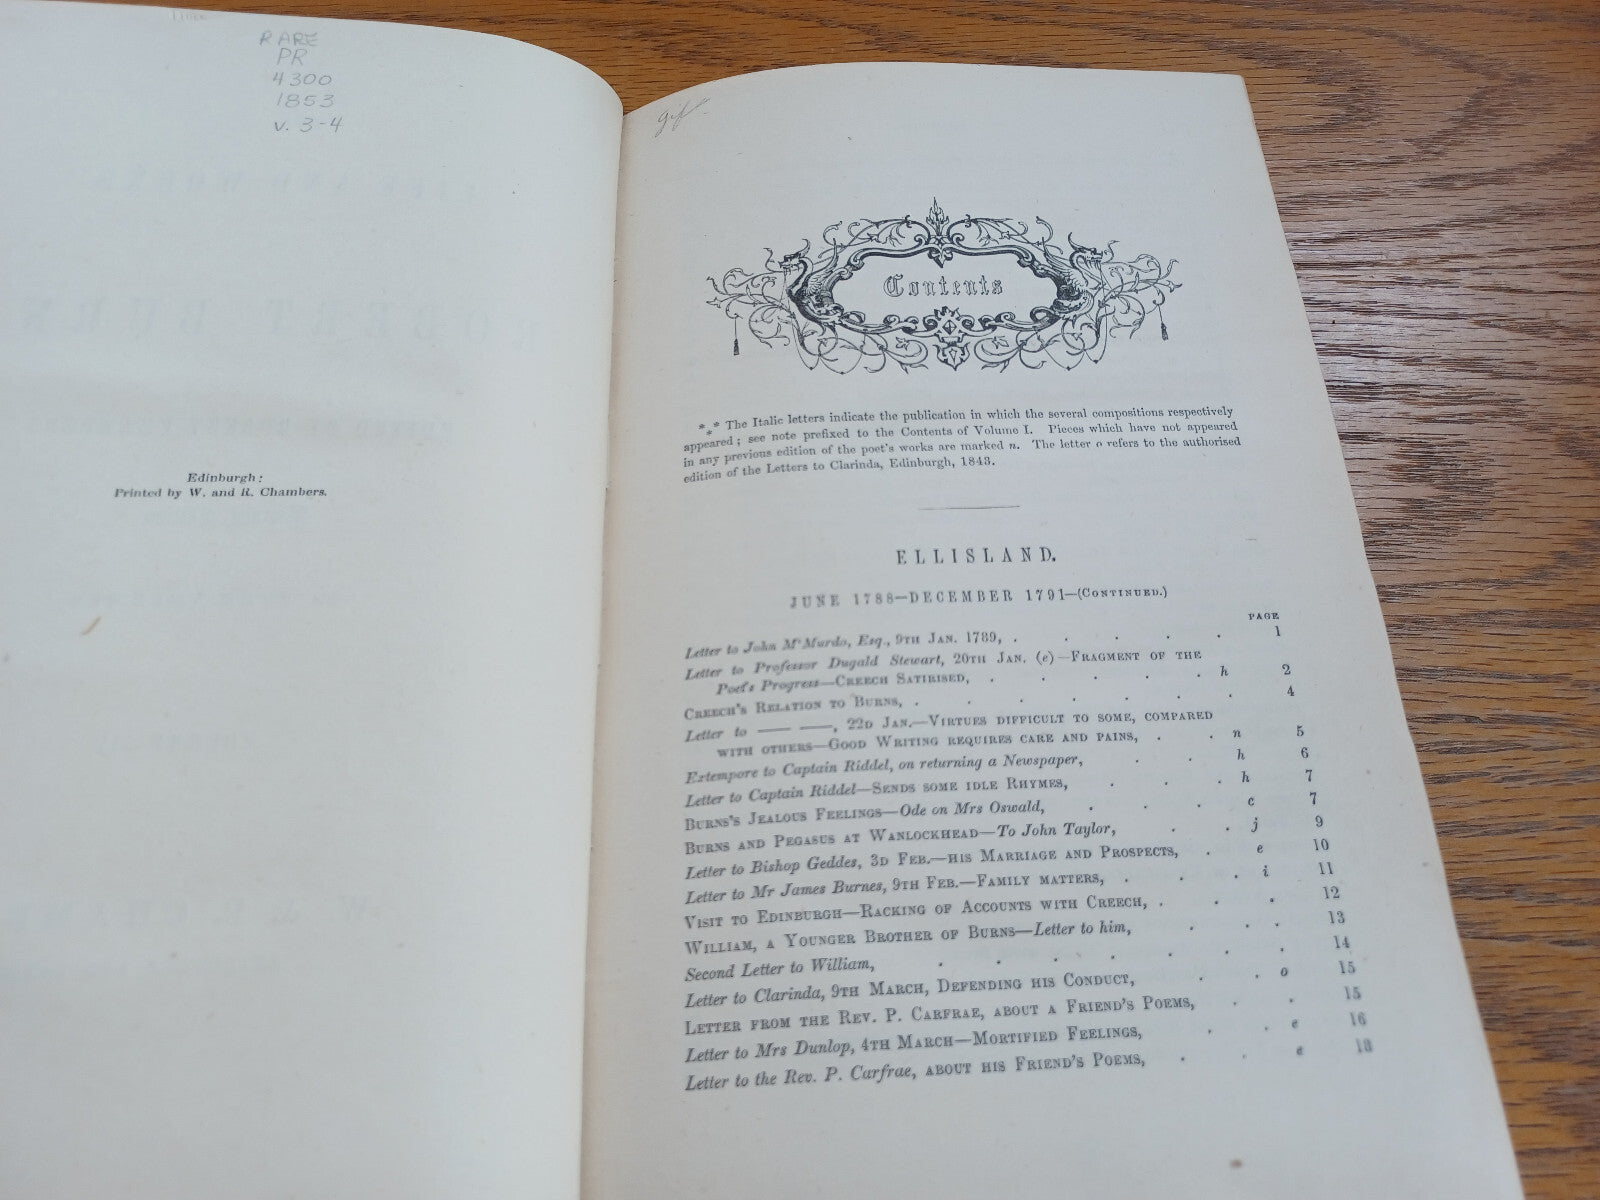 RARE
PR
4300
1853
v. 3-4
Edinburgh:
Printed by W. and R. Chambers.
gift
Contents
*** The Italic letters indicate the publication in which the several compositions respectively
appeared; see note prefixed to the Contents of Volume I. Pieces which have not appeared
in any previous edition of the poet's works are marked n. The letter o refers to the authorised
edition of the Letters to Clarinda, Edinburgh, 1843.
ELLISLAND.
JUNE 1788—DECEMBER 1791—(CONTINUED.)
PAGE
Letter to John M'Murdo, Esq., 9TH JAN. 1789, . . . . . 1
Letter to Professor Dugald Stewart, 20TH JAN. (e)—FRAGMENT OF THE
Poet's Progress—CREECH SATIRISED, . . . . . h 2
CREECH'S RELATION TO BURNS, . . . . . . . 4
Letter to —— ——, 22D JAN.—VIRTUES DIFFICULT TO SOME, COMPARED
WITH OTHERS—GOOD WRITING REQUIRES CARE AND PAINS, . . n 5
Extempore to Captain Riddel, on returning a Newspaper, . . h 6
Letter to Captain Riddel—SENDS SOME IDLE RHYMES, . . . h 7
BURNS'S JEALOUS FEELINGS—Ode on Mrs Oswald, . . . c 7
BURNS AND PEGASUS AT WANLOCKHEAD—To John Taylor, . . j 9
Letter to Bishop Geddes, 3D FEB.—HIS MARRIAGE AND PROSPECTS, . e 10
Letter to Mr James Burnes, 9TH FEB.—FAMILY MATTERS, . . . i 11
VISIT TO EDINBURGH—RACKING OF ACCOUNTS WITH CREECH, . . . 12
WILLIAM, A YOUNGER BROTHER OF BURNS—Letter to him, . . . 13
Second Letter to William, . . . . . . . 14
Letter to Clarinda, 9TH MARCH, DEFENDING HIS CONDUCT, . . o 15
LETTER FROM THE REV. P. CARFRAE, ABOUT A FRIEND'S POEMS, . . 15
Letter to Mrs Dunlop, 4TH MARCH—MORTIFIED FEELINGS, . . e 16
Letter to the Rev. P. Carfrae, ABOUT HIS FRIEND'S POEMS, . . e 18